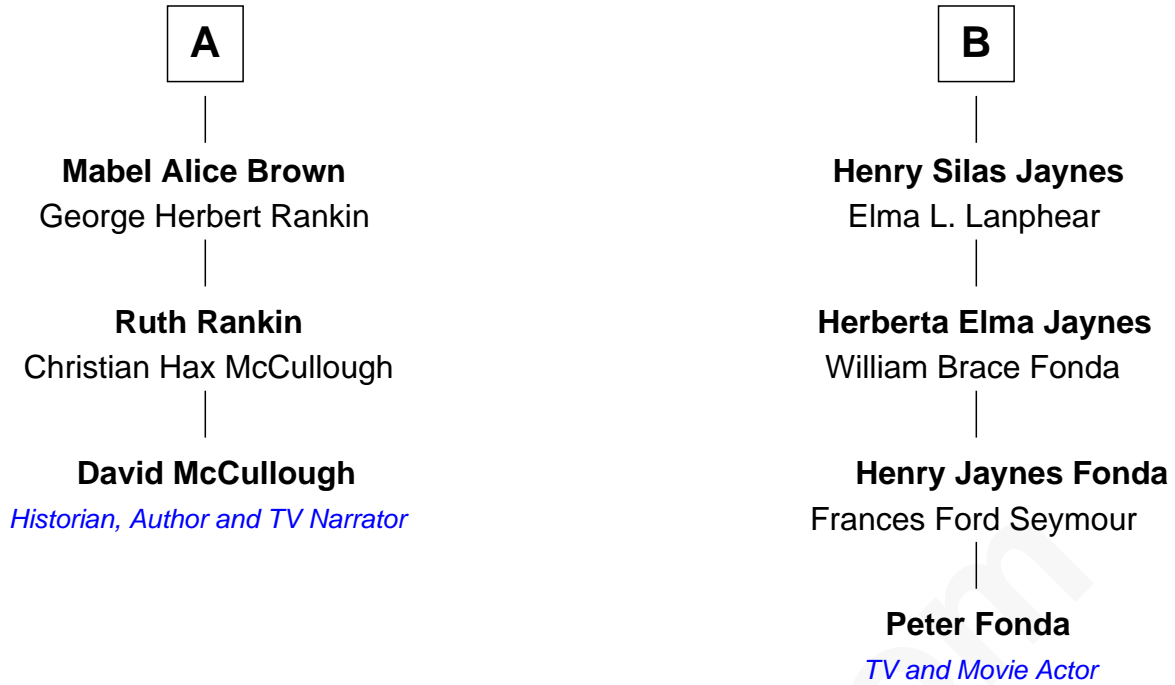 A
Mabel Alice Brown
George Herbert Rankin
Ruth Rankin
Christian Hax McCullough
David McCullough
Historian, Author and TV Narrator
B
Henry Silas Jaynes
Elma L. Lanphear
Herberta Elma Jaynes
William Brace Fonda
Henry Jaynes Fonda
Frances Ford Seymour
Peter Fonda
TV and Movie Actor